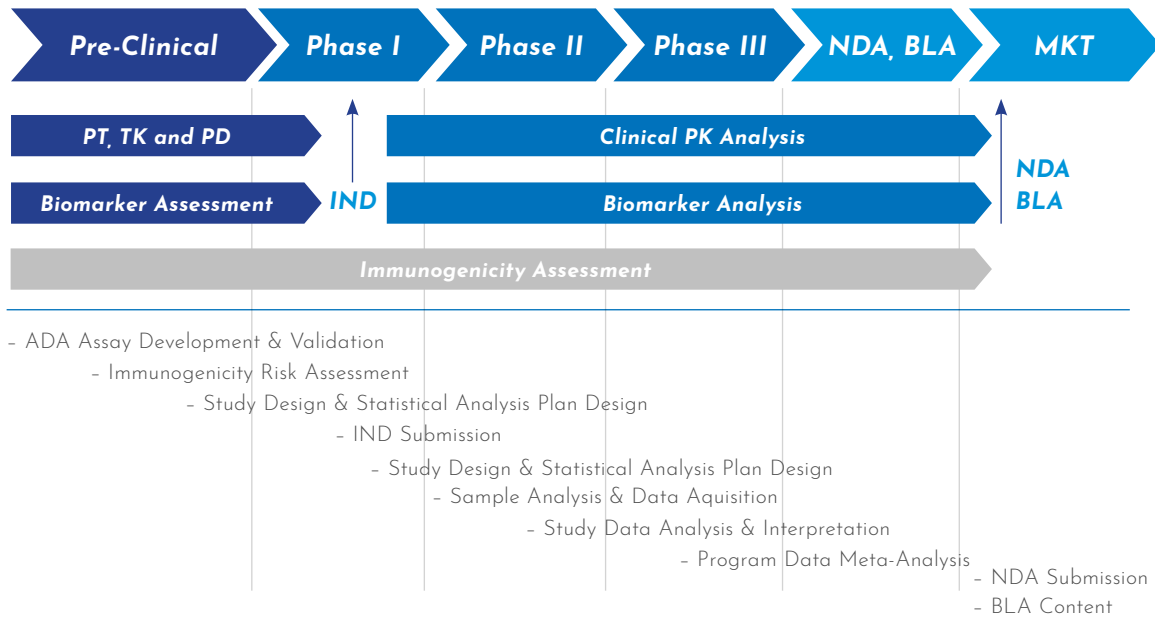 Pre-Clinical
Phase I
Phase II
Phase III
NDA, BLA
MKT
PT, TK and PD
Clinical PK Analysis
Biomarker Assessment
IND
Biomarker Analysis
NDA
BLA
Immunogenicity Assessment
– ADA Assay Development & Validation
– Immunogenicity Risk Assessment
– Study Design & Statistical Analysis Plan Design
– IND Submission
– Study Design & Statistical Analysis Plan Design
– Sample Analysis & Data Aquisition
– Study Data Analysis & Interpretation
– Program Data Meta-Analysis
– NDA Submission
– BLA Content